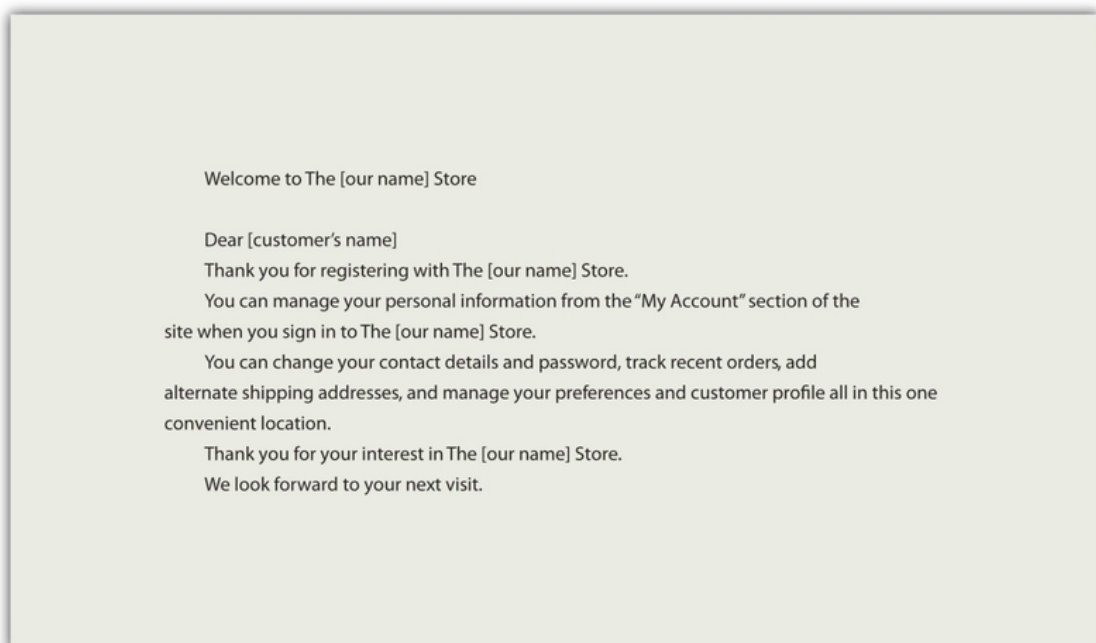 Welcome to The [our name] Store
Dear [customer’s name]
Thank you for registering with The [our name] Store.
You can manage your personal information from the “My Account” section of the
site when you sign in to The [our name] Store.
You can change your contact details and password, track recent orders, add
alternate shipping addresses, and manage your preferences and customer profile all in this one
convenient location.
Thank you for your interest in The [our name] Store.
We look forward to your next visit.